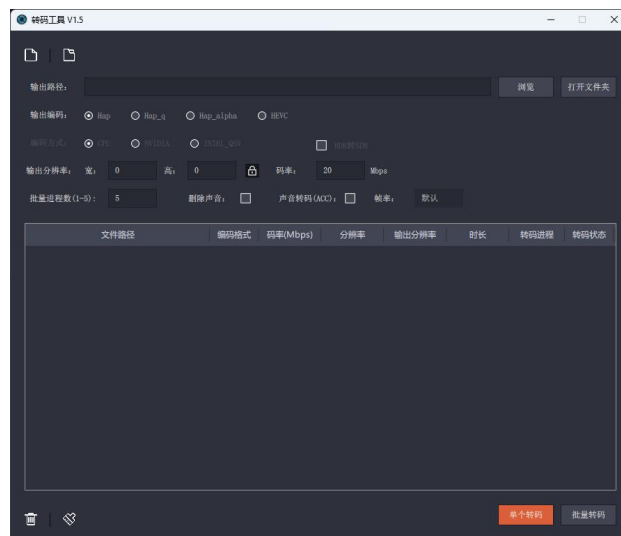 转码工具 V1.5
输出路径： 浏览 打开文件夹
输出编码： Hap Hap_q Hap_alpha HEVC
编码方式： CPU NVIDIA INTEL_QSV
输出分辨率： 宽： 0 高： 0 码率： 20 Mbps
批量进程数(1-5)： 5 删除声音： 声音转码(ACC)： 帧率： 默认
文件路径 编码格式 码率(Mbps) 分辨率 输出分辨率 时长 转码进程 转码状态
单个转码 批量转码